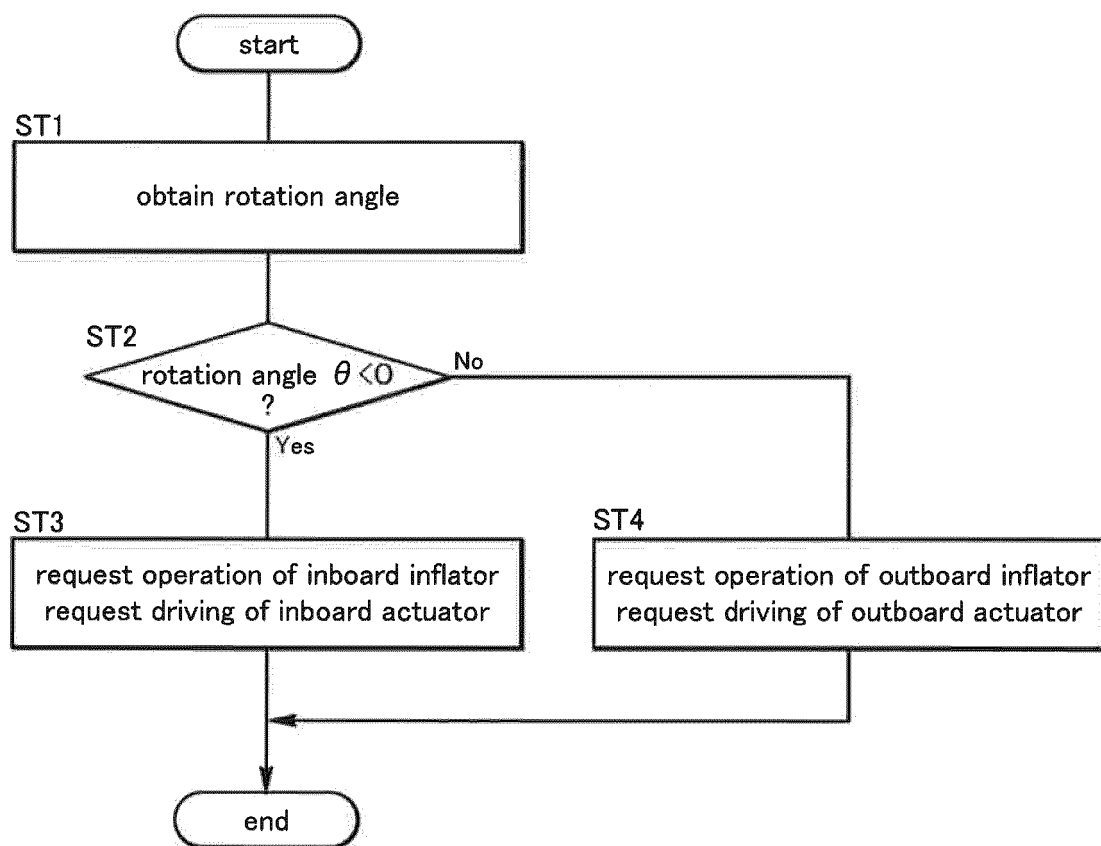 start
ST1
obtain rotation angle
ST2
rotation angle θ<0
?
No
Yes
ST3
request operation of inboard inflator
request driving of inboard actuator
ST4
request operation of outboard inflator
request driving of outboard actuator
end